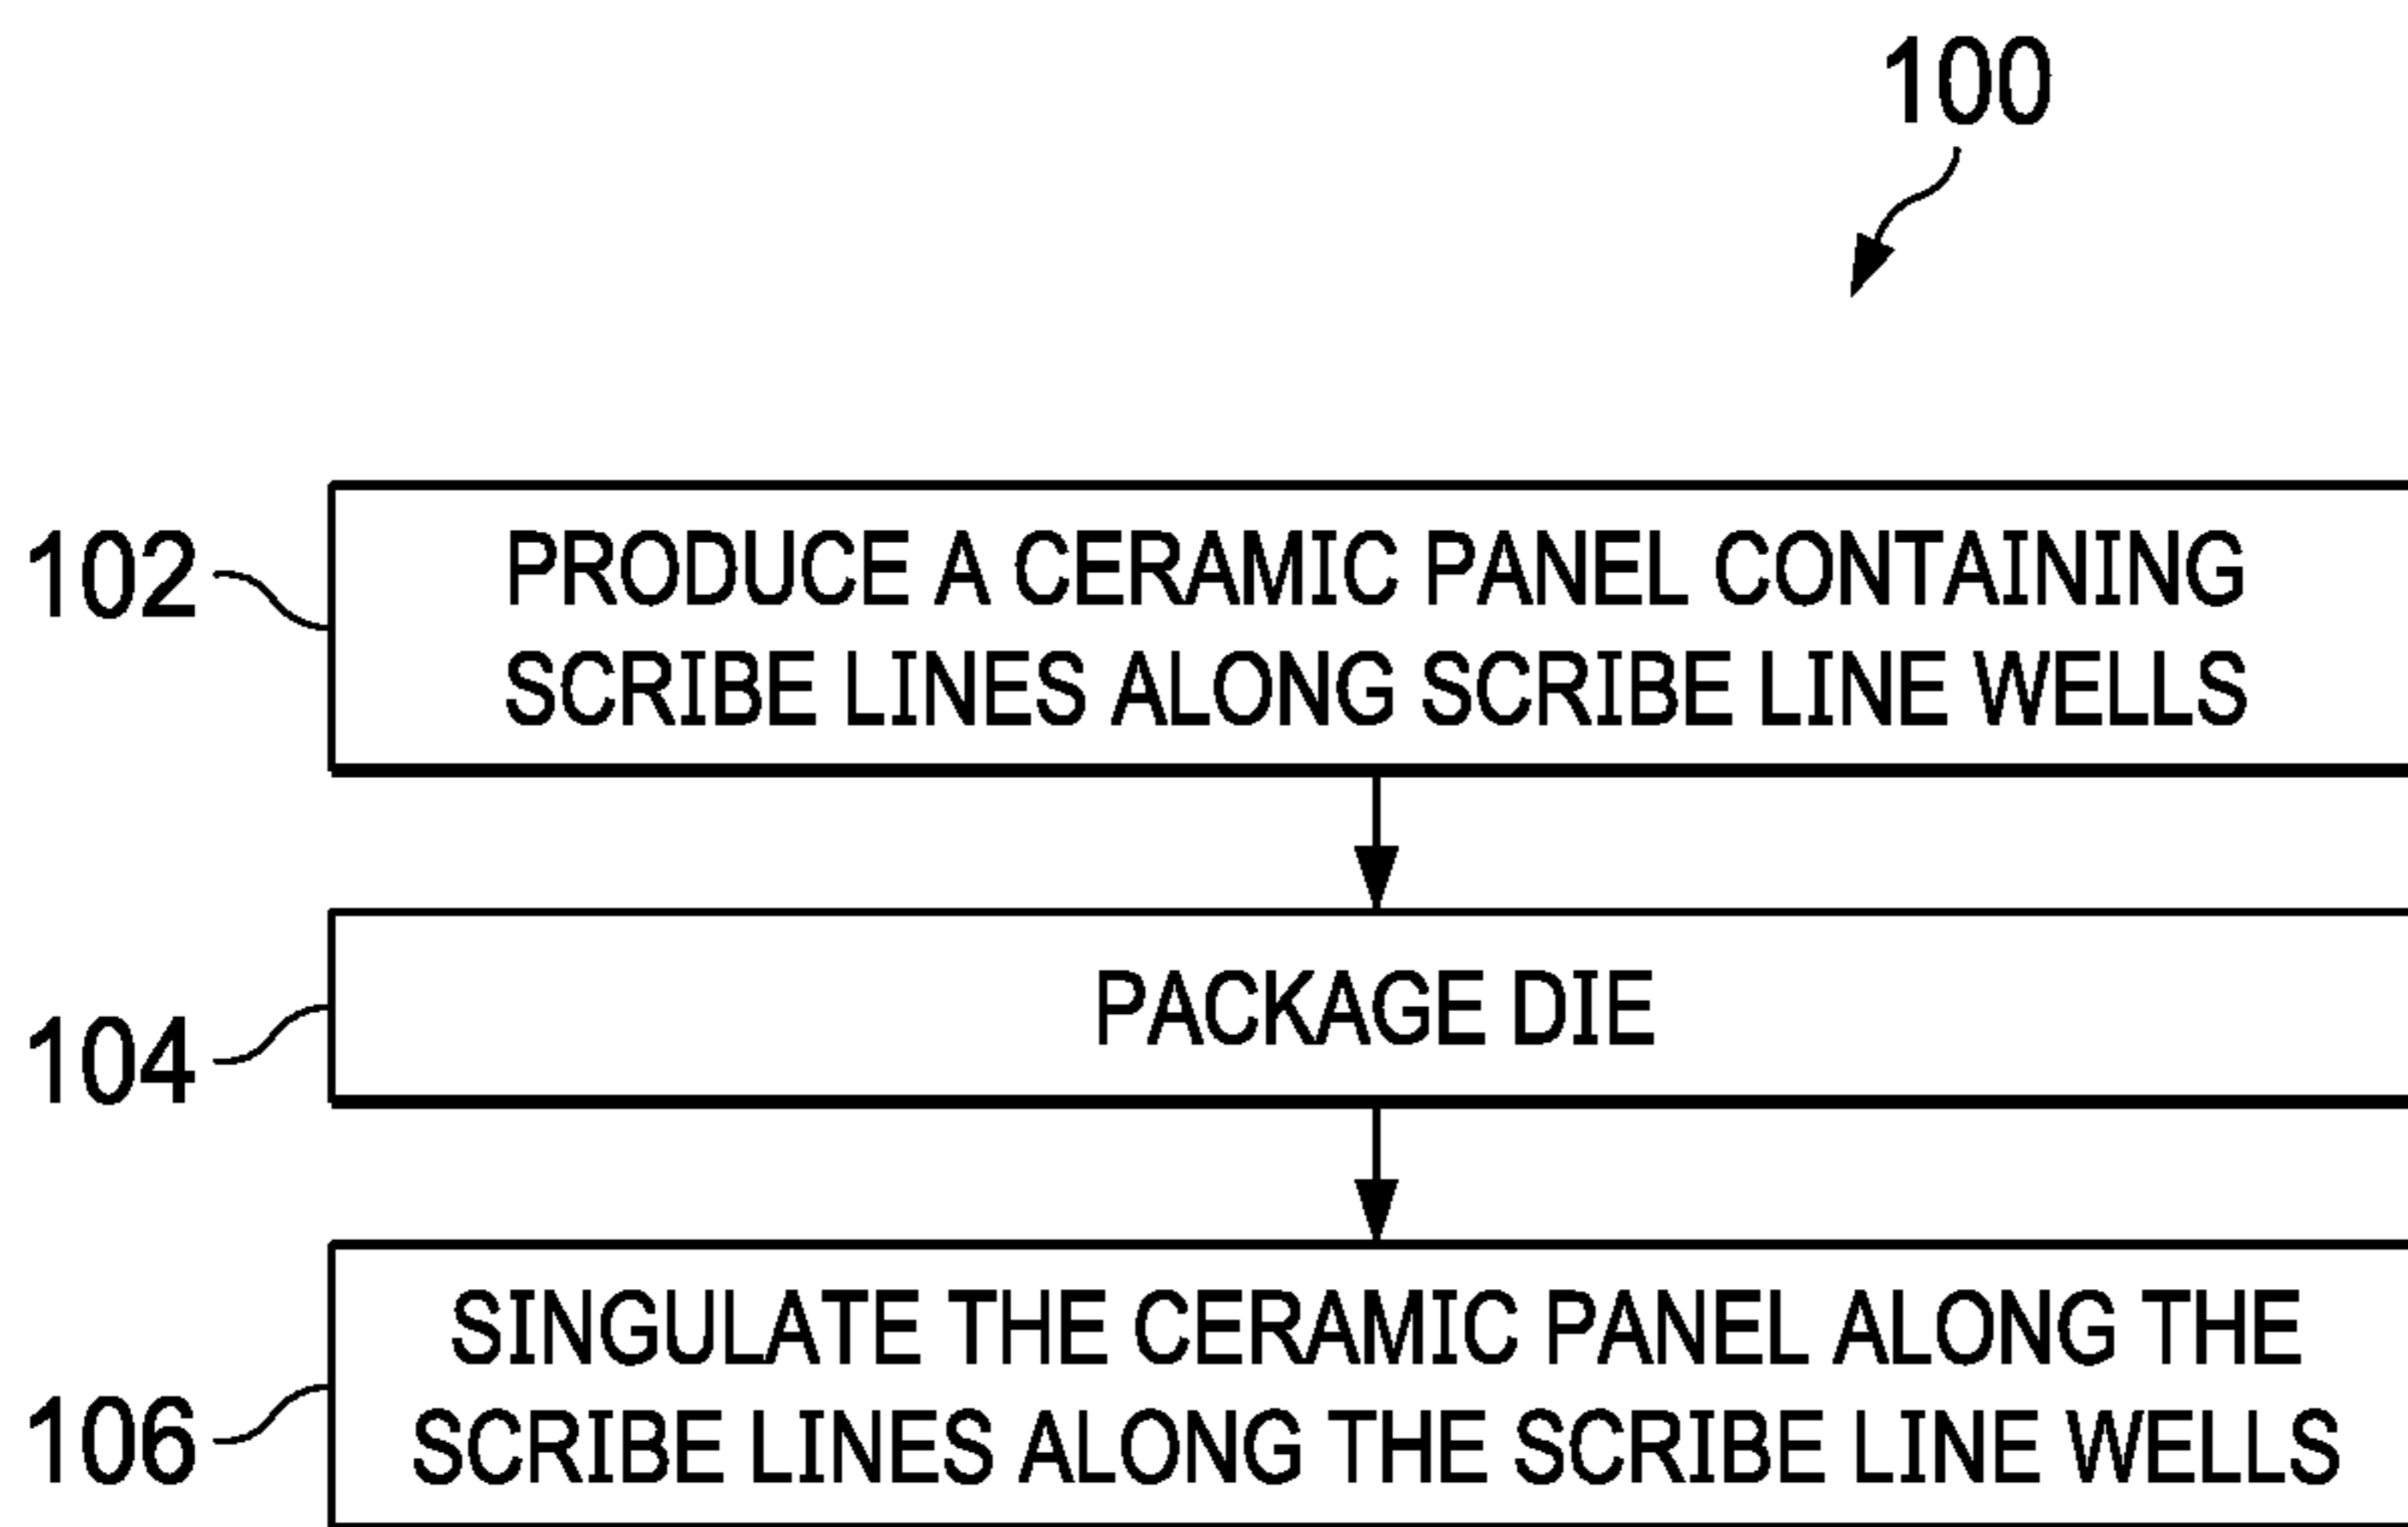 100
102
PRODUCE A CERAMIC PANEL CONTAINING
SCRIBE LINES ALONG SCRIBE LINE WELLS
104
PACKAGE DIE
106
SINGULATE THE CERAMIC PANEL ALONG THE
SCRIBE LINES ALONG THE SCRIBE LINE WELLS